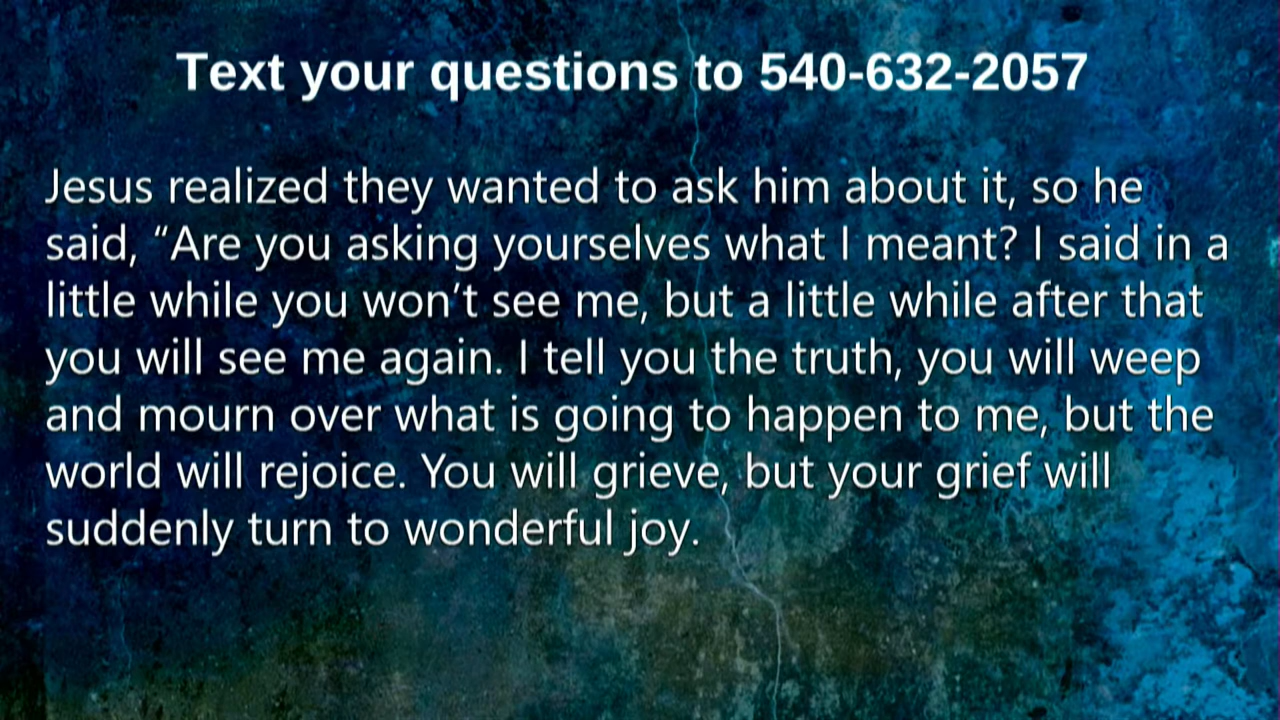 Text your questions to 540-632-2057
Jesus realized they wanted to ask him about it, so he
said, “Are you asking yourselves what I meant? I said in a
little while you won’t see me, but a little while after that
you will see me again. I tell you the truth, you will weep
and mourn over what is going to happen to me, but the
world will rejoice. You will grieve, but your grief will
suddenly turn to wonderful joy.